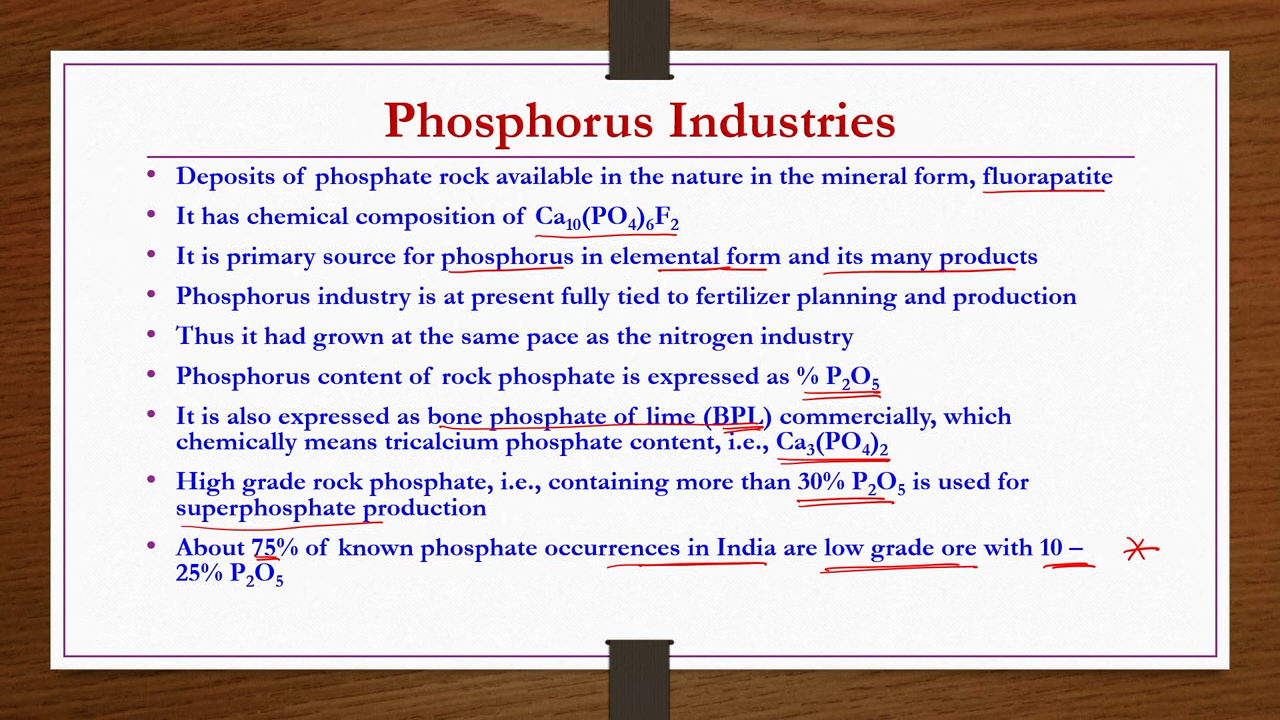 Phosphorus Industries
• Deposits of phosphate rock available in the nature in the mineral form, fluorapatite
• It has chemical composition of Ca₁₀(PO₄)₆F₂
• It is primary source for phosphorus in elemental form and its many products
• Phosphorus industry is at present fully tied to fertilizer planning and production
• Thus it had grown at the same pace as the nitrogen industry
• Phosphorus content of rock phosphate is expressed as % P₂O₅
• It is also expressed as bone phosphate of lime (BPL) commercially, which
chemically means tricalcium phosphate content, i.e., Ca₃(PO₄)₂
• High grade rock phosphate, i.e., containing more than 30% P₂O₅ is used for
superphosphate production
• About 75% of known phosphate occurrences in India are low grade ore with 10 –
25% P₂O₅